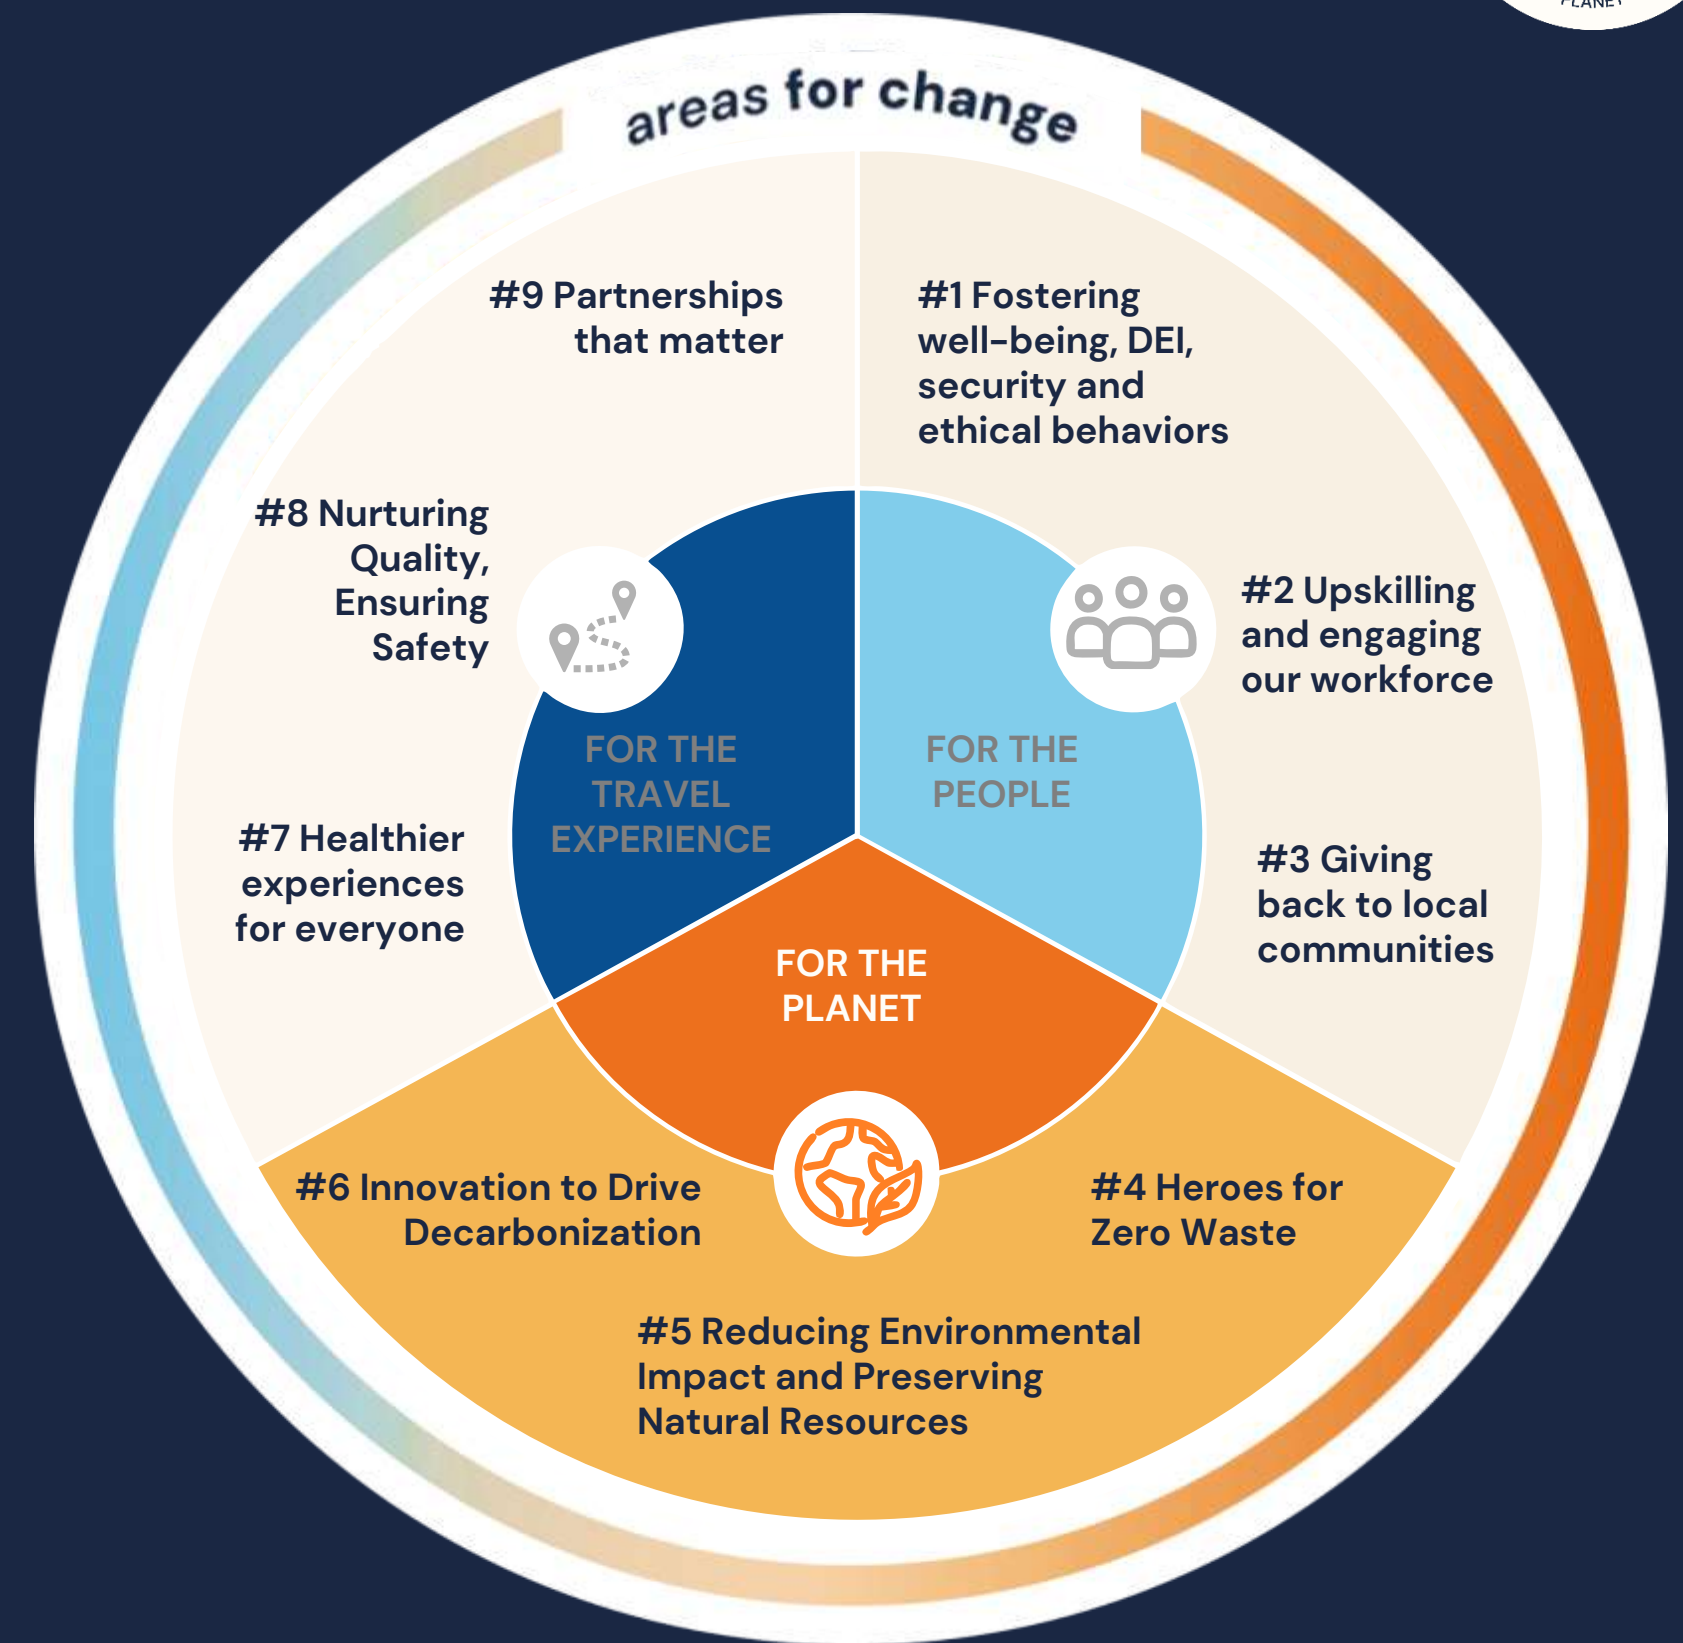 PLANET
areas for change
#9 Partnerships
that matter
#1 Fostering
well-being, DEI,
security and
ethical behaviors
#8 Nurturing
Quality,
Ensuring
Safety
#2 Upskilling
and engaging
our workforce
FOR THE
TRAVEL
EXPERIENCE
FOR THE
PEOPLE
#7 Healthier
experiences
for everyone
#3 Giving
back to local
communities
FOR THE
PLANET
#6 Innovation to Drive
Decarbonization
#4 Heroes for
Zero Waste
#5 Reducing Environmental
Impact and Preserving
Natural Resources